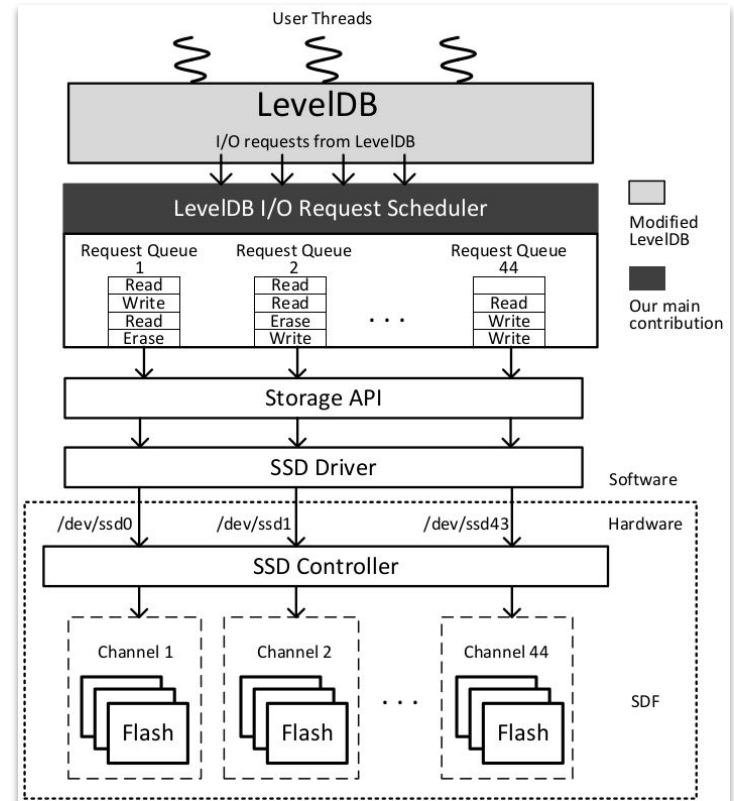 User Threads
LevelDB
I/O requests from LevelDB
LevelDB I/O Request Scheduler
Request Queue
1
Read
Write
Read
Erase
Request Queue
2
Read
Read
Erase
Write
. . .
Request Queue
44
Read
Write
Write
Modified
LevelDB
Our main
contribution
Storage API
SSD Driver
Software
/dev/ssd0
/dev/ssd1
/dev/ssd43
Hardware
SSD Controller
Channel 1
Flash
Channel 2
Flash
. . .
Channel 44
Flash
SDF